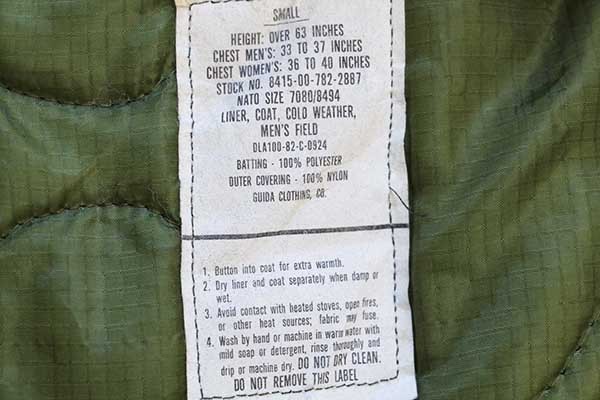 SMALL
HEIGHT: OVER 63 INCHES
CHEST MEN'S: 33 TO 37 INCHES
CHEST WOMEN'S: 36 TO 40 INCHES
STOCK NO. 8415-00-782-2887
NATO SIZE 7080/8494
LINER, COAT, COLD WEATHER,
MEN'S FIELD
DLA100-82-C-0924
BATTING - 100% POLYESTER
OUTER COVERING - 100% NYLON
GUIDA CLOTHING, CO.
1. Button into coat for extra warmth.
2. Dry liner and coat separately when damp or
wet.
3. Avoid contact with heated stoves, open fires,
or other heat sources; fabric may fuse.
4. Wash by hand or machine in warm water with
mild soap or detergent, rinse thoroughly and
drip or machine dry. DO NOT DRY CLEAN.
DO NOT REMOVE THIS LABEL